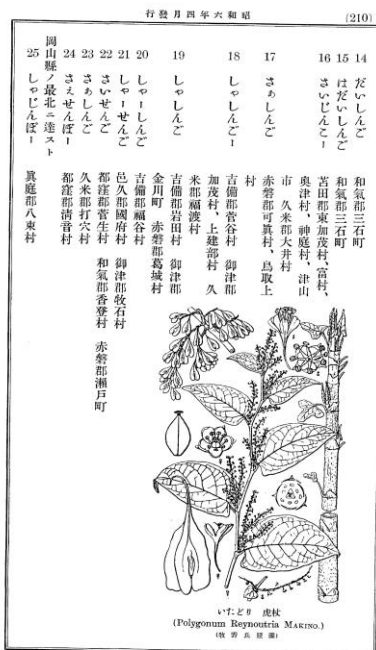 昭和六年四月發行
(210)
14 だいしんご 和氣郡三石町
15 はだいしんご 和氣郡三石町
16 さいじんこー 苫田郡東加茂村、富村、
奥津村、神庭村、津山
市 久米郡大井村
17 さぁしんご 赤磐郡可眞村、鳥取上
村
18 しゃしんごー 吉備郡菅谷村 御津郡
加茂村、上建部村 久
米郡福渡村
19 しゃしんご 吉備郡岩田村 御津郡
金川町 赤磐郡葛城村
20 しゃーしんご 吉備郡福谷村
21 しゃーせんご 邑久郡國府村 御津郡牧石村
22 さいせんご 都窪郡菅生村 和氣郡香登村 赤磐郡瀬戸町
23 さぁしんご 久米郡打穴村
24 さぇせんぼー 都窪郡淸音村
岡山縣ノ最北ニ達スト
25 しゃじんぼー 眞庭郡八束村
いたどり 虎杖
(Polygonum Reynoutria MAKINO.)
(牧野氏原圖)